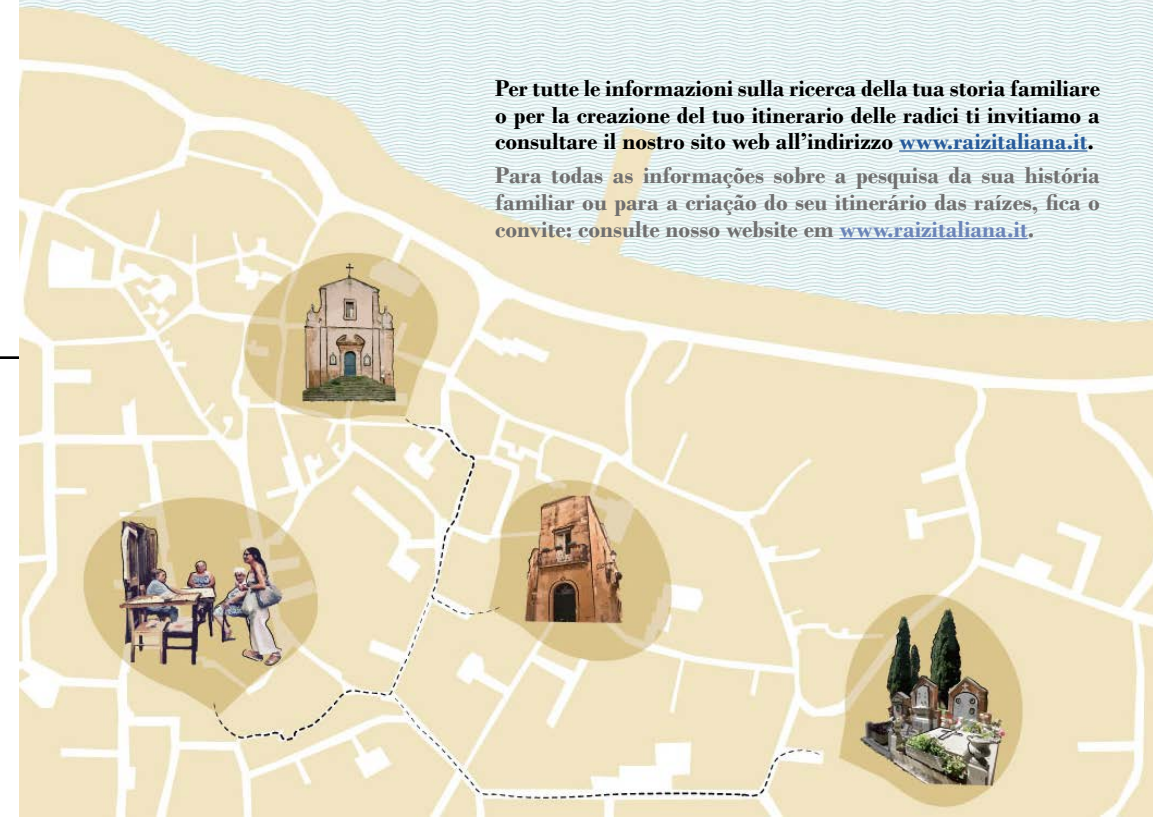 Per tutte le informazioni sulla ricerca della tua storia familiare
o per la creazione del tuo itinerario delle radici ti invitiamo a
consultare il nostro sito web all’indirizzo www.raizitaliana.it.
Para todas as informações sobre a pesquisa da sua história
familiar ou para a criação do seu itinerário das raízes, fica o
convite: consulte nosso website em www.raizitaliana.it.